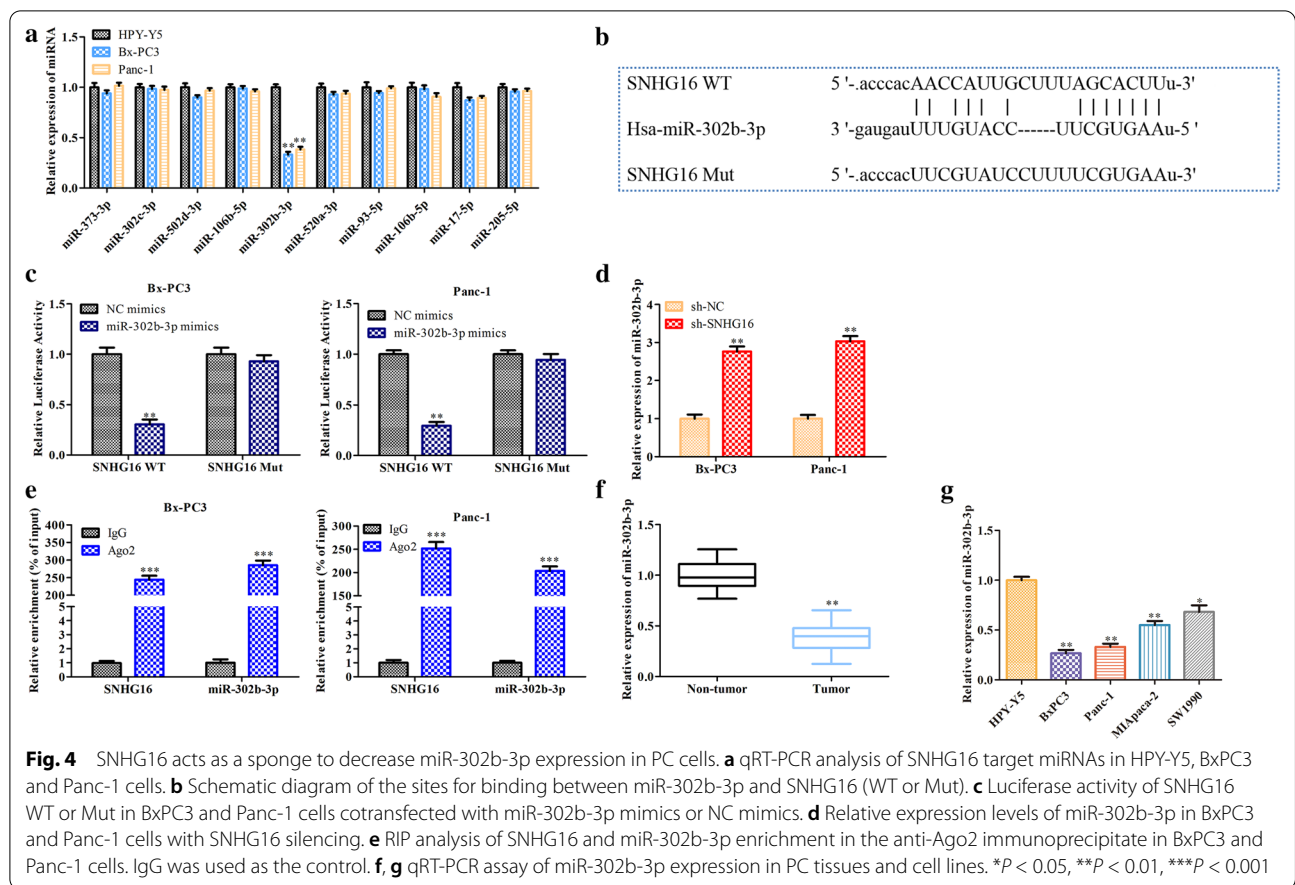 a
Relative expression of miRNA
1.5
1.0
0.5
0.0
HPY-Y5
Bx-PC3
Panc-1
** **
miR-373-3p
miR-302c-3p
miR-502d-3p
miR-106b-5p
miR-302b-3p
miR-520a-3p
miR-93-5p
miR-106b-5p
miR-17-5p
miR-205-5p
b
SNHG16 WT 5 '-.acccacAACCAUUGCUUUAGCACUUu-3'
Hsa-miR-302b-3p 3 '-gaugauUUUGUACC------UUCGUGAAu-5 '
SNHG16 Mut 5 '-.acccacUUCGUAUCCUUUUCGUGAAu-3'
c
Bx-PC3
Relative Luciferase Activity
1.5
1.0
0.5
0.0
NC mimics
miR-302b-3p mimics
**
SNHG16 WT SNHG16 Mut
Panc-1
Relative Luciferase Activity
1.5
1.0
0.5
0.0
NC mimics
miR-302b-3p mimics
**
SNHG16 WT SNHG16 Mut
d
Relative expression of miR-302b-3p
4
3
2
1
0
sh-NC
sh-SNHG16
** **
Bx-PC3 Panc-1
e
Bx-PC3
Relative enrichment (% of input)
400
350
300
250
200
5
4
3
2
1
0
IgG
Ago2
*** ***
SNHG16 miR-302b-3p
Panc-1
Relative enrichment (% of input)
300
250
200
150
5
4
3
2
1
0
IgG
Ago2
*** ***
SNHG16 miR-302b-3p
f
Relative expression of miR-302b-3p
1.5
1.0
0.5
0.0
**
Non-tumor Tumor
g
Relative expression of miR-302b-3p
1.5
1.0
0.5
0.0
** ** ** *
HPY-Y5
BxPC3
Panc-1
MIApaca-2
SW1990
Fig. 4 SNHG16 acts as a sponge to decrease miR-302b-3p expression in PC cells. a qRT-PCR analysis of SNHG16 target miRNAs in HPY-Y5, BxPC3
and Panc-1 cells. b Schematic diagram of the sites for binding between miR-302b-3p and SNHG16 (WT or Mut). c Luciferase activity of SNHG16
WT or Mut in BxPC3 and Panc-1 cells cotransfected with miR-302b-3p mimics or NC mimics. d Relative expression levels of miR-302b-3p in BxPC3
and Panc-1 cells with SNHG16 silencing. e RIP analysis of SNHG16 and miR-302b-3p enrichment in the anti-Ago2 immunoprecipitate in BxPC3 and
Panc-1 cells. IgG was used as the control. f, g qRT-PCR assay of miR-302b-3p expression in PC tissues and cell lines. *P < 0.05, **P < 0.01, ***P < 0.001